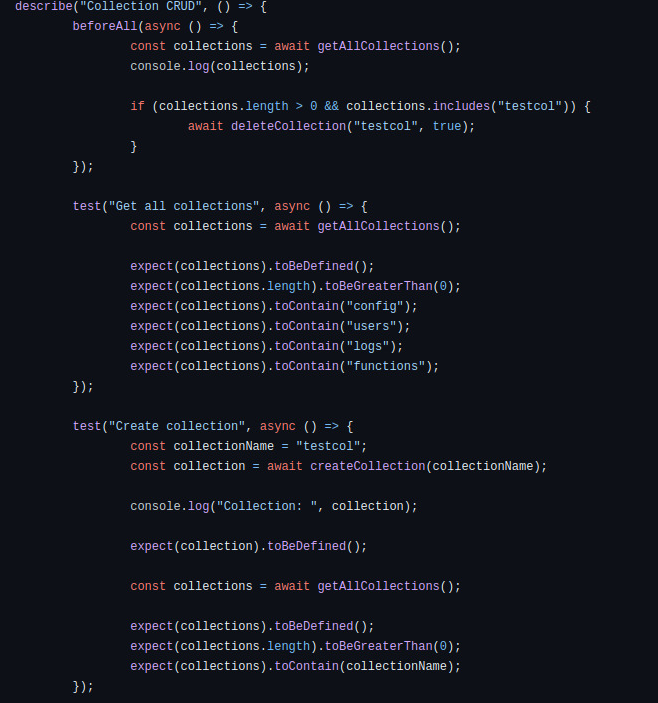 describe("Collection CRUD", () => {
beforeAll(async () => {
const collections = await getAllCollections();
console.log(collections);
if (collections.length > 0 && collections.includes("testcol")) {
await deleteCollection("testcol", true);
}
});
test("Get all collections", async () => {
const collections = await getAllCollections();
expect(collections).toBeDefined();
expect(collections.length).toBeGreaterThan(0);
expect(collections).toContain("config");
expect(collections).toContain("users");
expect(collections).toContain("logs");
expect(collections).toContain("functions");
});
test("Create collection", async () => {
const collectionName = "testcol";
const collection = await createCollection(collectionName);
console.log("Collection: ", collection);
expect(collection).toBeDefined();
const collections = await getAllCollections();
expect(collections).toBeDefined();
expect(collections.length).toBeGreaterThan(0);
expect(collections).toContain(collectionName);
});